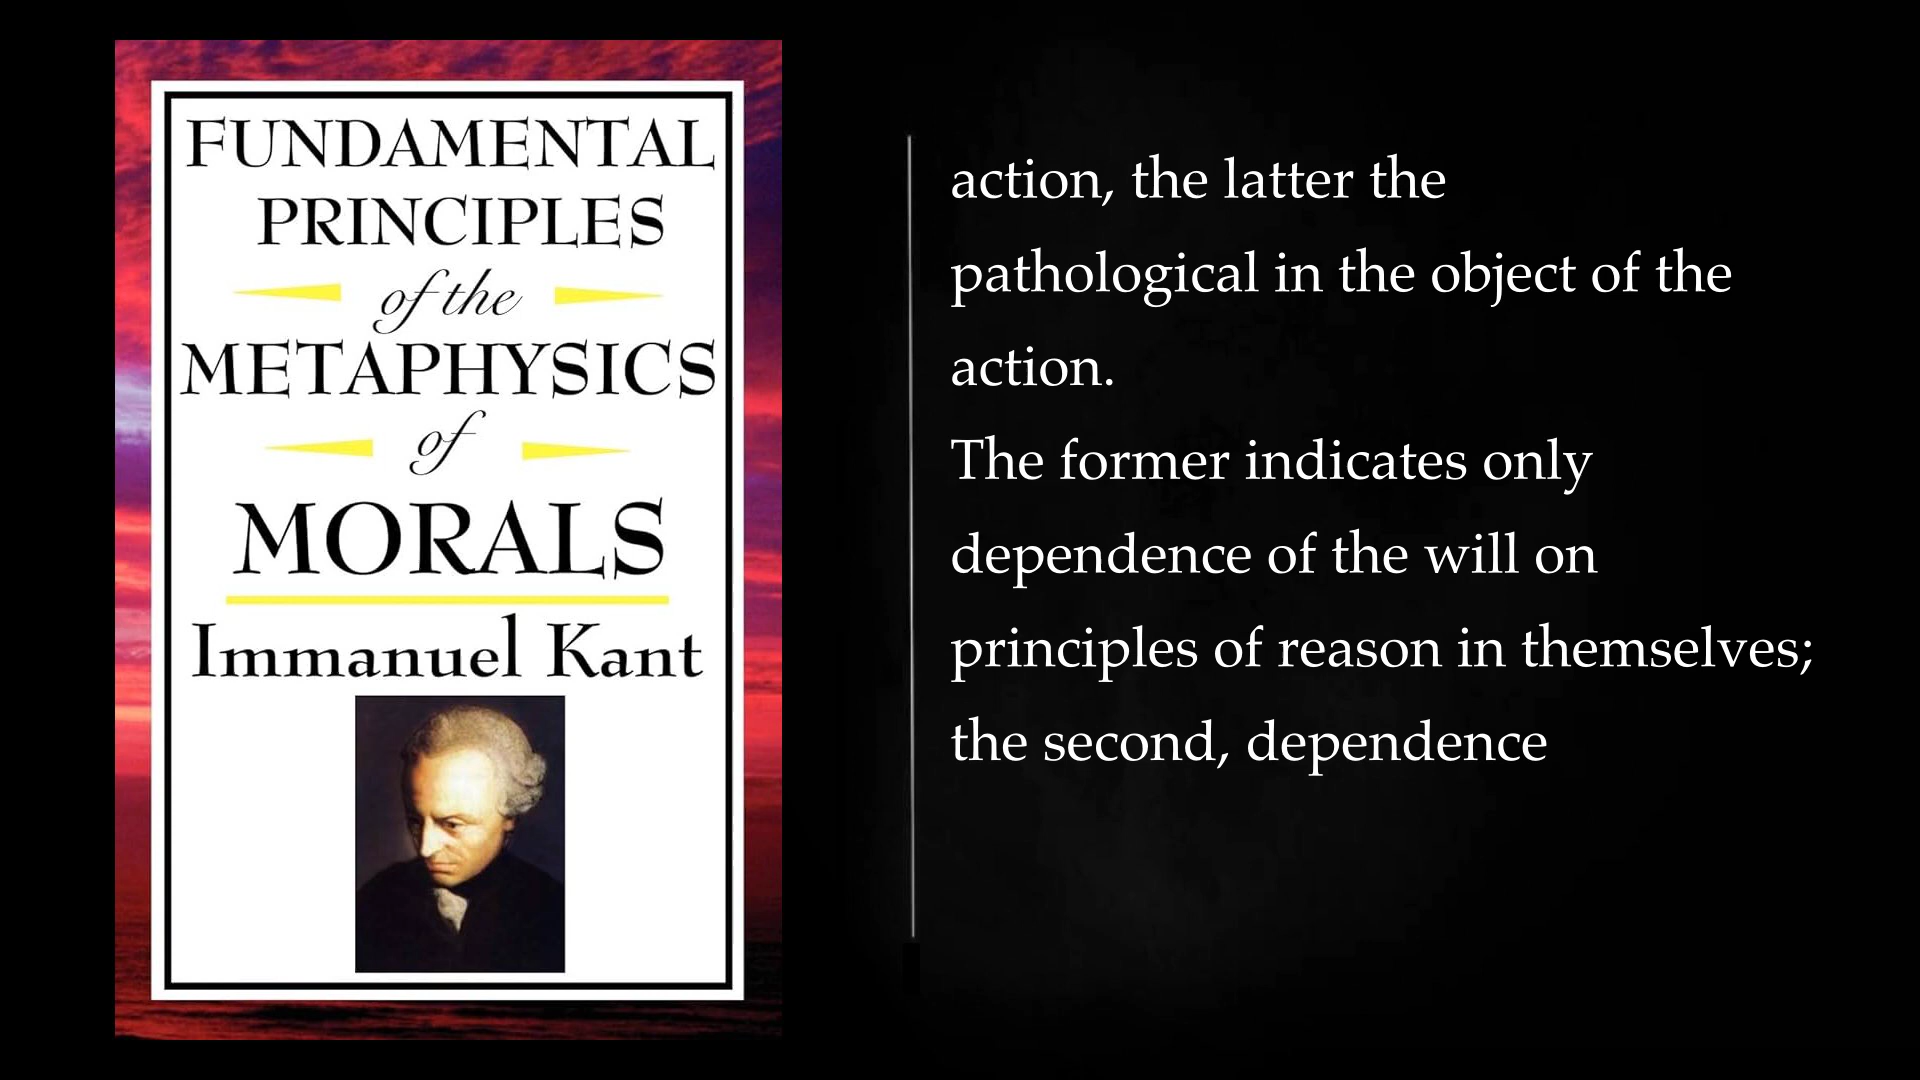 FUNDAMENTAL
PRINCIPLES
of the
METAPHYSICS
of
MORALS
Immanuel Kant
action, the latter the
pathological in the object of the
action.
The former indicates only
dependence of the will on
principles of reason in themselves;
the second, dependence